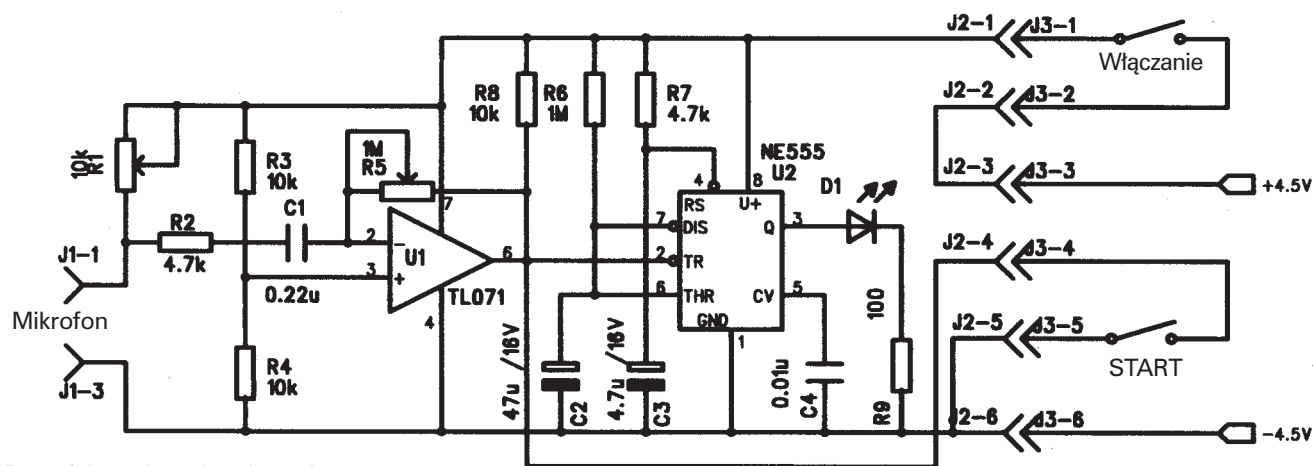 J2-1
J3-1
Włączanie
J2-2
J3-2
J2-3
J3-3
+4.5V
J2-4
J3-4
J2-5
J3-5
START
J2-6
J3-6
-4.5V
10k
R1
R2
4.7k
J1-1
Mikrofon
J1-3
R3
10k
C1
0.22u
R4
10k
1M
R5
7
2
-
3
+
U1
6
TL071
4
R8
10k
R6
1M
R7
4.7k
NE555
U2
4
8
RS
U+
7
DIS
Q
3
2
TR
6
THR
CV
5
GND
1
D1
100
R9
47u /16V
C2
4.7u /16V
C3
0.01u
C4